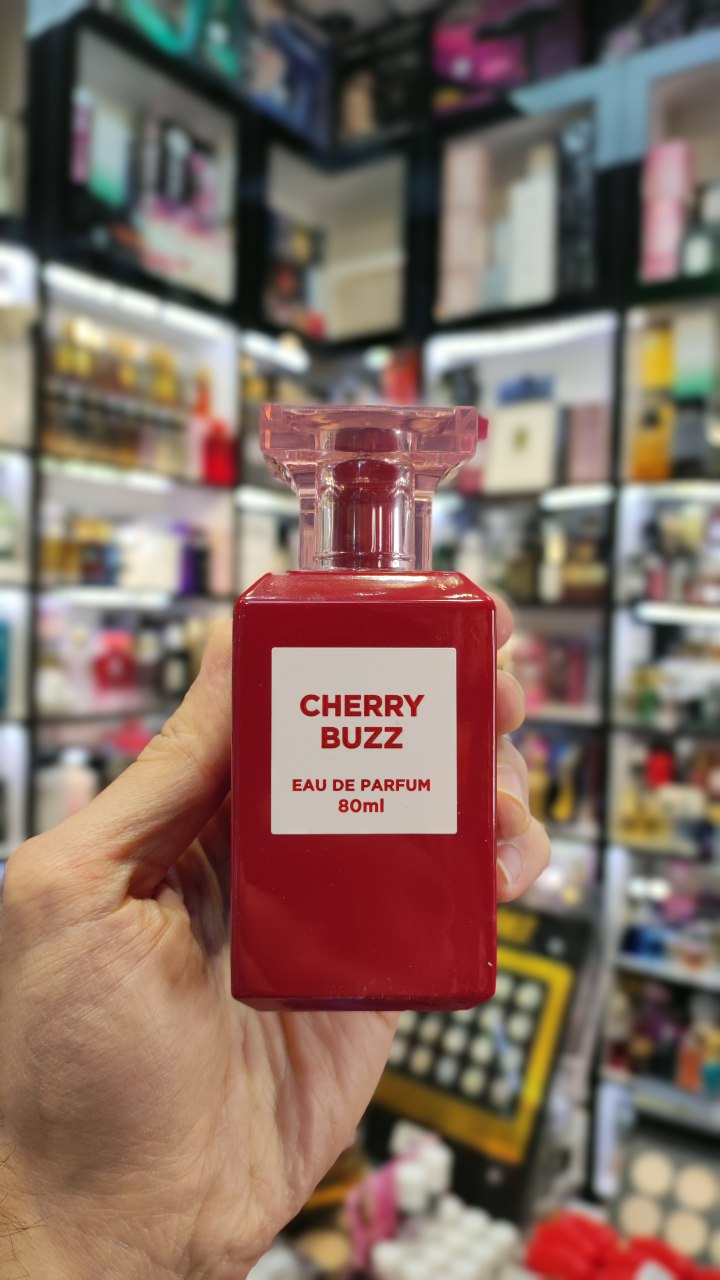 CHERRY
BUZZ
EAU DE PARFUM
80ml